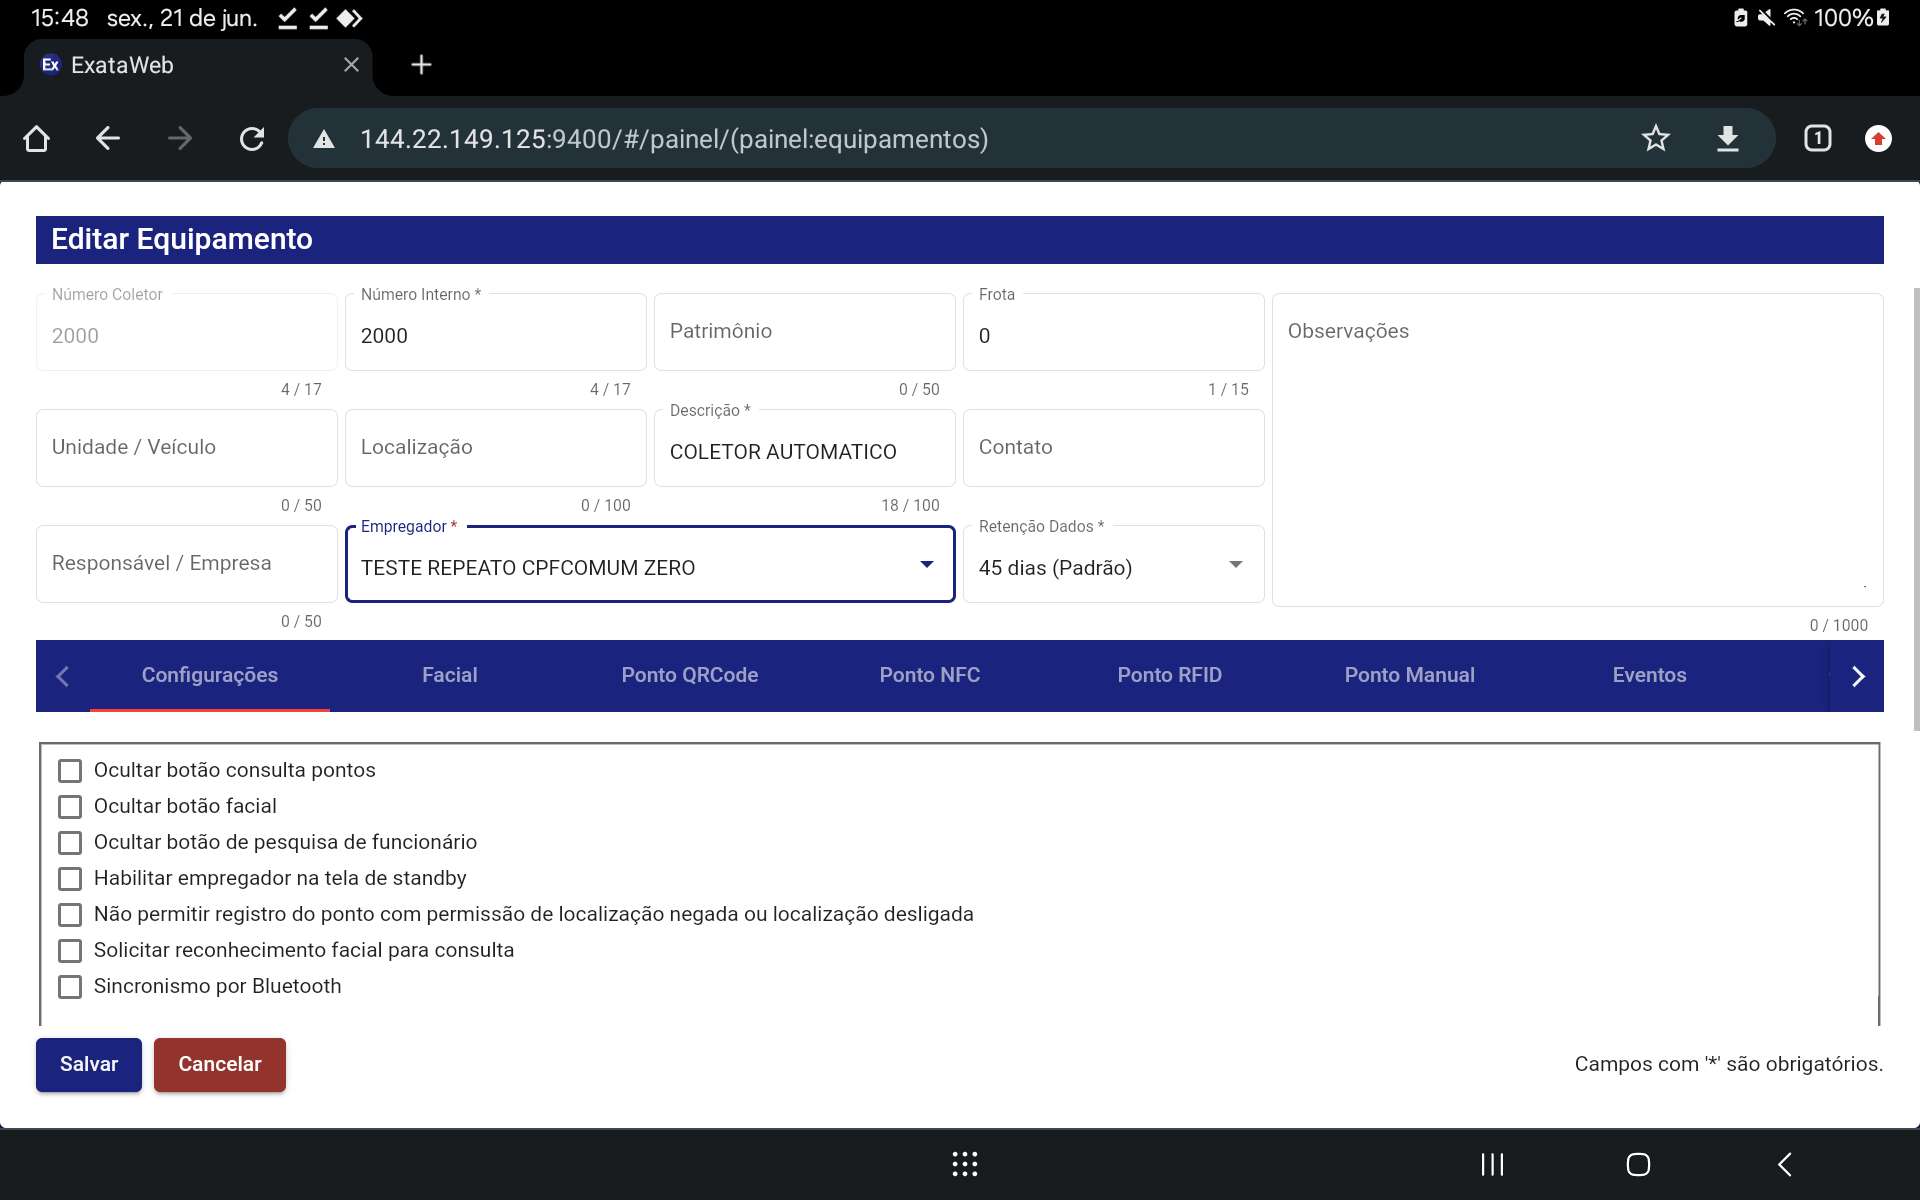 15:48 sex., 21 de jun. 100%
Ex ExataWeb
144.22.149.125:9400/#/painel/(painel:equipamentos) 1
Editar Equipamento
Número Coletor Número Interno * Frota
2000 2000 Patrimônio 0 Observações
4 / 17 4 / 17 0 / 50 1 / 15
Descrição *
Unidade / Veículo Localização COLETOR AUTOMATICO Contato
0 / 50 0 / 100 18 / 100
Empregador * Retenção Dados *
Responsável / Empresa TESTE REPEATO CPFCOMUM ZERO 45 dias (Padrão)
0 / 50 0 / 1000
Configurações Facial Ponto QRCode Ponto NFC Ponto RFID Ponto Manual Eventos
Ocultar botão consulta pontos
Ocultar botão facial
Ocultar botão de pesquisa de funcionário
Habilitar empregador na tela de standby
Não permitir registro do ponto com permissão de localização negada ou localização desligada
Solicitar reconhecimento facial para consulta
Sincronismo por Bluetooth
Salvar Cancelar Campos com '*' são obrigatórios.